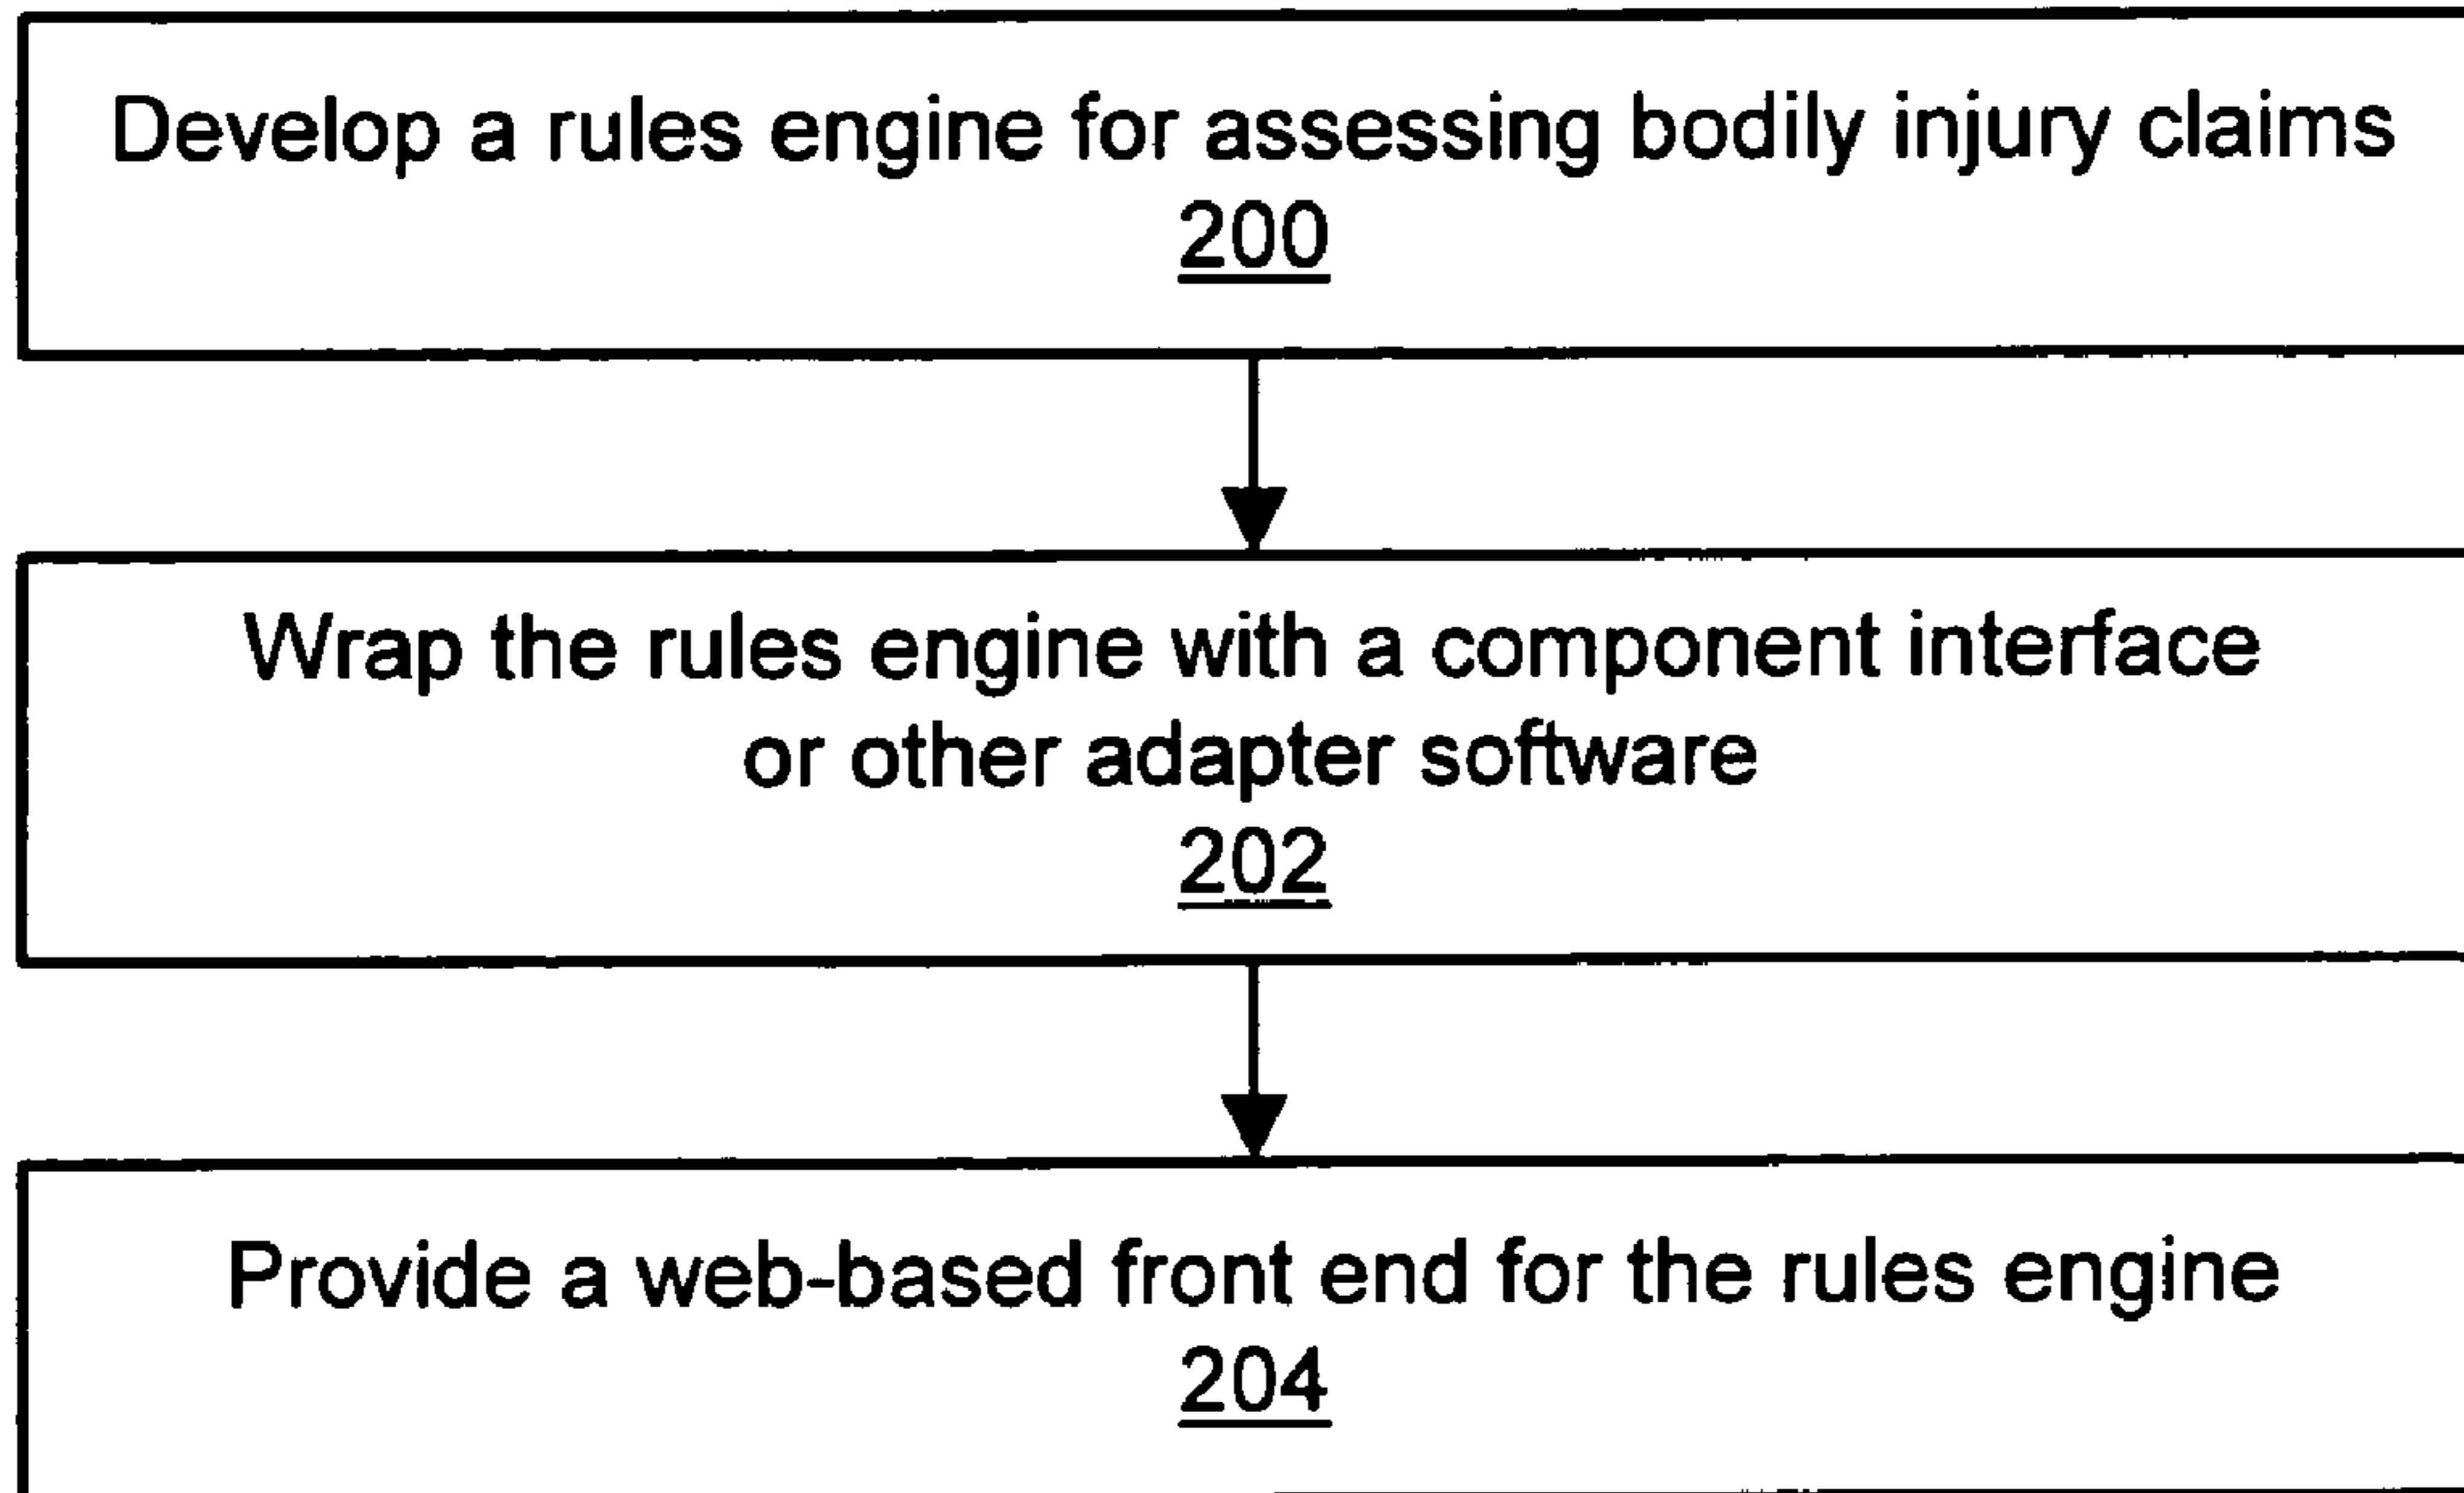 Develop a rules engine for assessing bodily injury claims
200
Wrap the rules engine with a component interface
or other adapter software
202
Provide a web-based front end for the rules engine
204